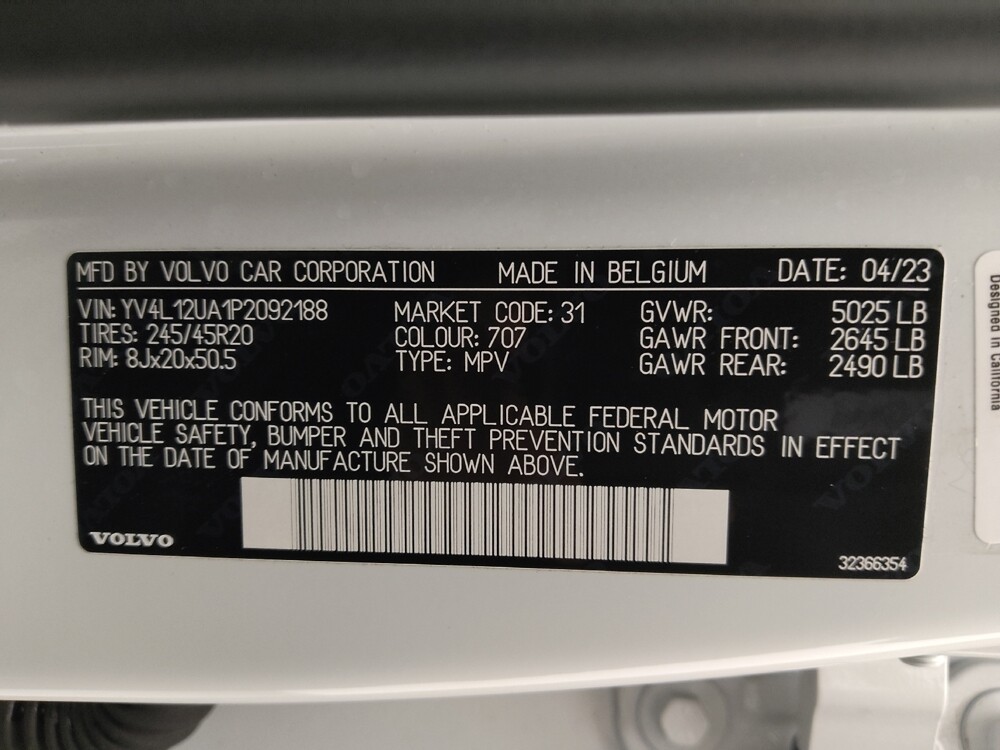 MFD BY VOLVO CAR CORPORATION MADE IN BELGIUM DATE: 04/23
VIN: YV4L12UA1P2092188 MARKET CODE: 31 GVWR: 5025 LB
TIRES: 245/45R20 COLOUR: 707 GAWR FRONT: 2645 LB
RIM: 8Jx20x50.5 TYPE: MPV GAWR REAR: 2490 LB
THIS VEHICLE CONFORMS TO ALL APPLICABLE FEDERAL MOTOR
VEHICLE SAFETY, BUMPER AND THEFT PREVENTION STANDARDS IN EFFECT
ON THE DATE OF MANUFACTURE SHOWN ABOVE.
VOLVO
32366354
Designed in California